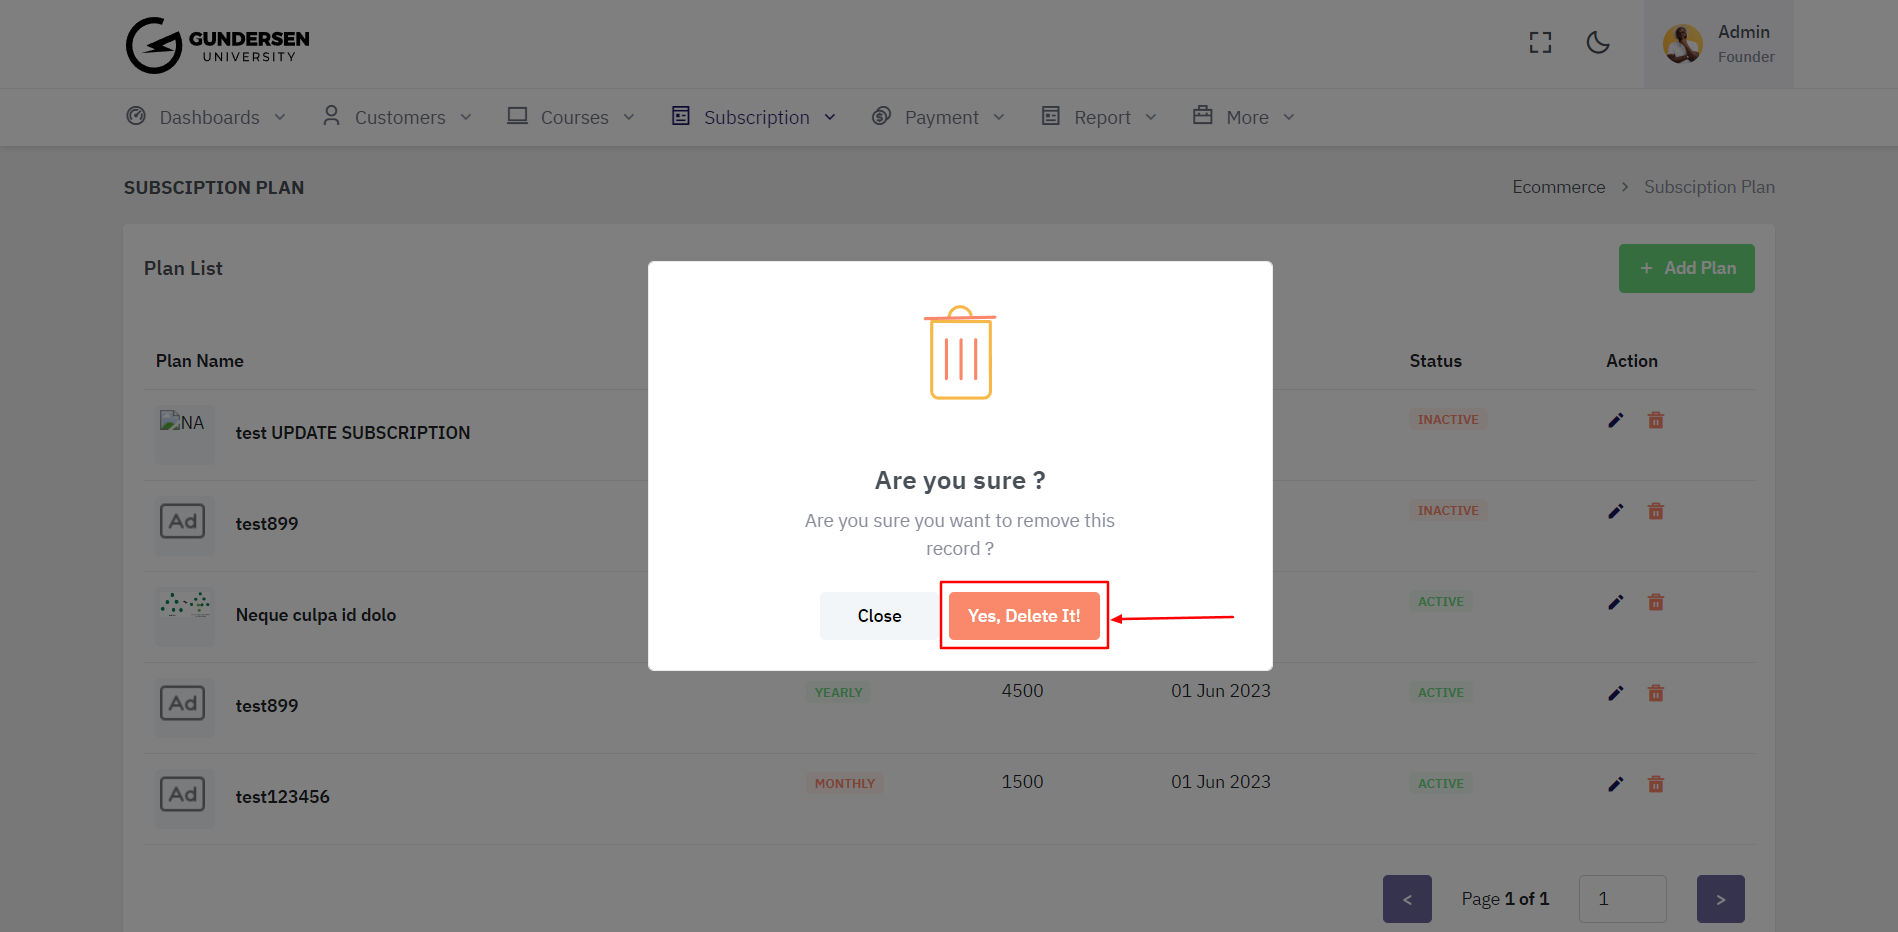 GUNDERSEN
UNIVERSITY
Admin
Founder
Dashboards Customers Courses Subscription Payment Report More
SUBSCIPTION PLAN
Ecommerce > Subsciption Plan
Plan List
+ Add Plan
Plan Name Status Action
NA test UPDATE SUBSCRIPTION INACTIVE
Ad test899 INACTIVE
Neque culpa id dolo ACTIVE
Ad test899 YEARLY 4500 01 Jun 2023 ACTIVE
Ad test123456 MONTHLY 1500 01 Jun 2023 ACTIVE
Are you sure ?
Are you sure you want to remove this
record ?
Close Yes, Delete It!
< Page 1 of 1 1 >